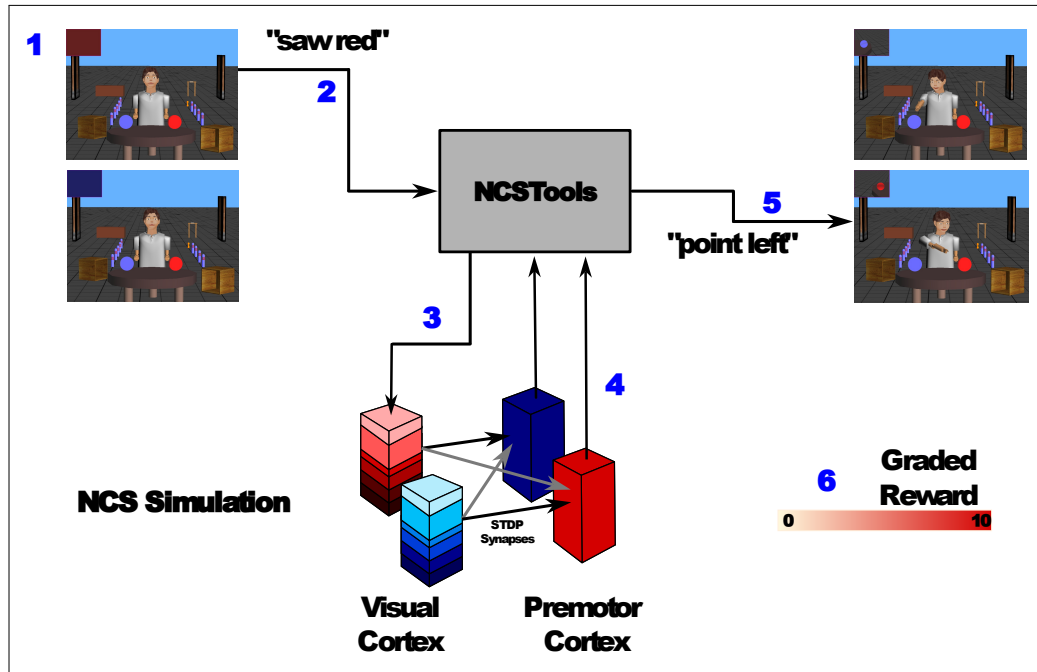 1
"saw red"
2
NCSTools
5
"point left"
3
4
NCS Simulation
STDP
Synapses
Visual
Cortex
Premotor
Cortex
6
Graded
Reward
0
10